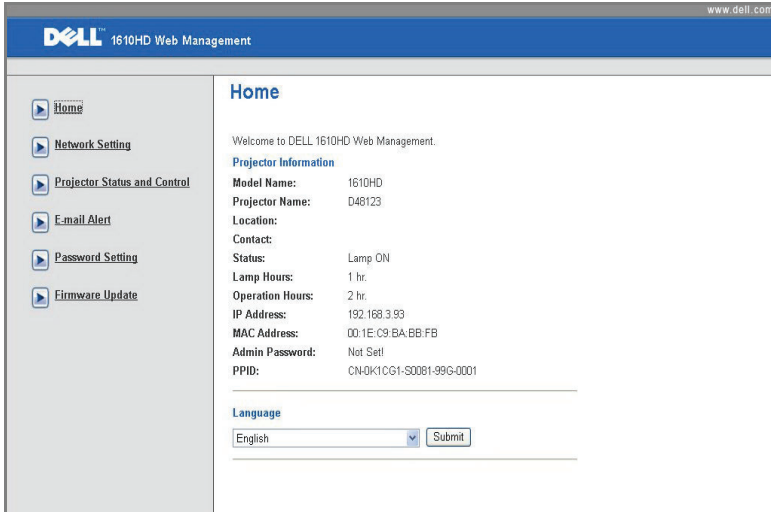 www.dell.com
DELL™ 1610HD Web Management
Home
Network Setting
Projector Status and Control
E-mail Alert
Password Setting
Firmware Update
Home
Welcome to DELL 1610HD Web Management.
Projector Information
Model Name: 1610HD
Projector Name: D48123
Location:
Contact:
Status: Lamp ON
Lamp Hours: 1 hr.
Operation Hours: 2 hr.
IP Address: 192.168.3.93
MAC Address: 00:1E:C9:BA:BB:FB
Admin Password: Not Set!
PPID: CN-0K1CG1-S0081-99G-0001
Language
English Submit